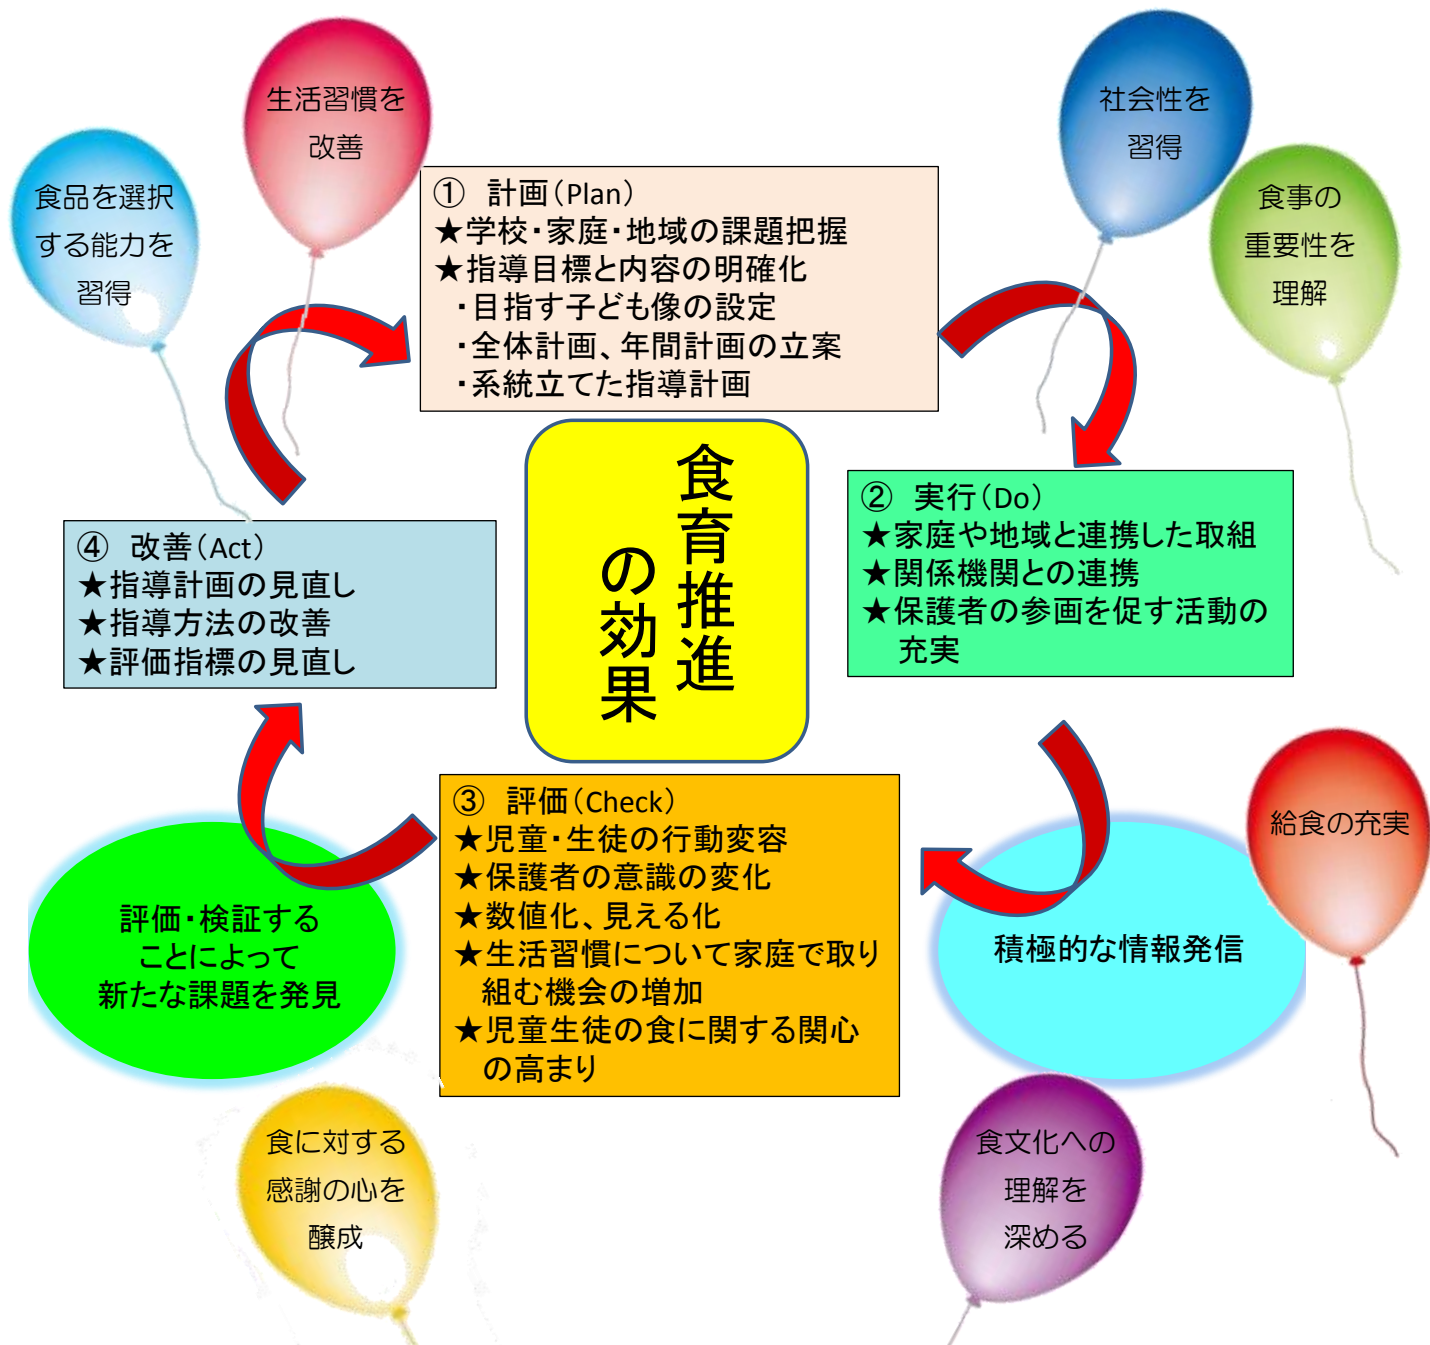 生活習慣を
改善
社会性を
習得
食品を選択
する能力を
習得
食事の
重要性を
理解
① 計画(Plan)
★学校・家庭・地域の課題把握
★指導目標と内容の明確化
・目指す子ども像の設定
・全体計画、年間計画の立案
・系統立てた指導計画
食育推進
の効果
② 実行(Do)
★家庭や地域と連携した取組
★関係機関との連携
★保護者の参画を促す活動の
充実
④ 改善(Act)
★指導計画の見直し
★指導方法の改善
★評価指標の見直し
③ 評価(Check)
★児童・生徒の行動変容
★保護者の意識の変化
★数値化、見える化
★生活習慣について家庭で取り
組む機会の増加
★児童生徒の食に関する関心
の高まり
給食の充実
積極的な情報発信
評価・検証する
ことによって
新たな課題を発見
食に対する
感謝の心を
醸成
食文化への
理解を
深める